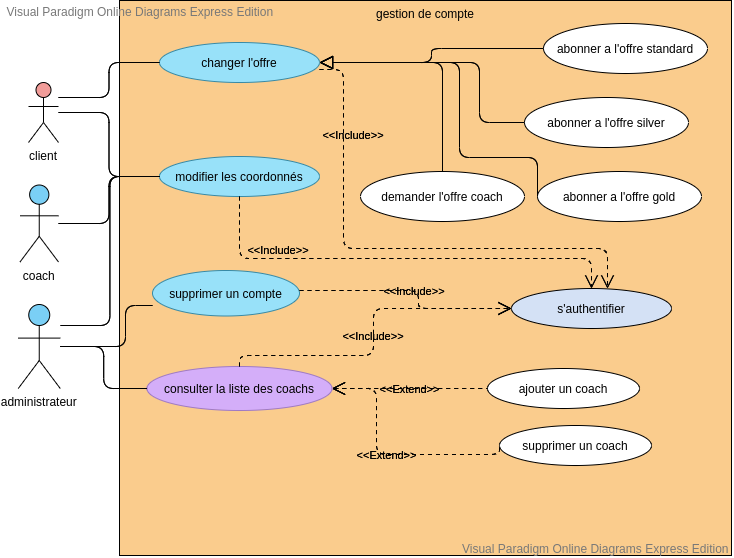 Visual Paradigm Online Diagrams Express Edition
gestion de compte
changer l'offre
abonner a l'offre standard
abonner a l'offre silver
<<Include>>
client
modifier les coordonnés
demander l'offre coach
abonner a l'offre gold
<<Include>>
coach
supprimer un compte
<<Include>>
s'authentifier
<<Include>>
administrateur
consulter la liste des coachs
<<Extend>>
ajouter un coach
supprimer un coach
<<Extend>>
Visual Paradigm Online Diagrams Express Edition